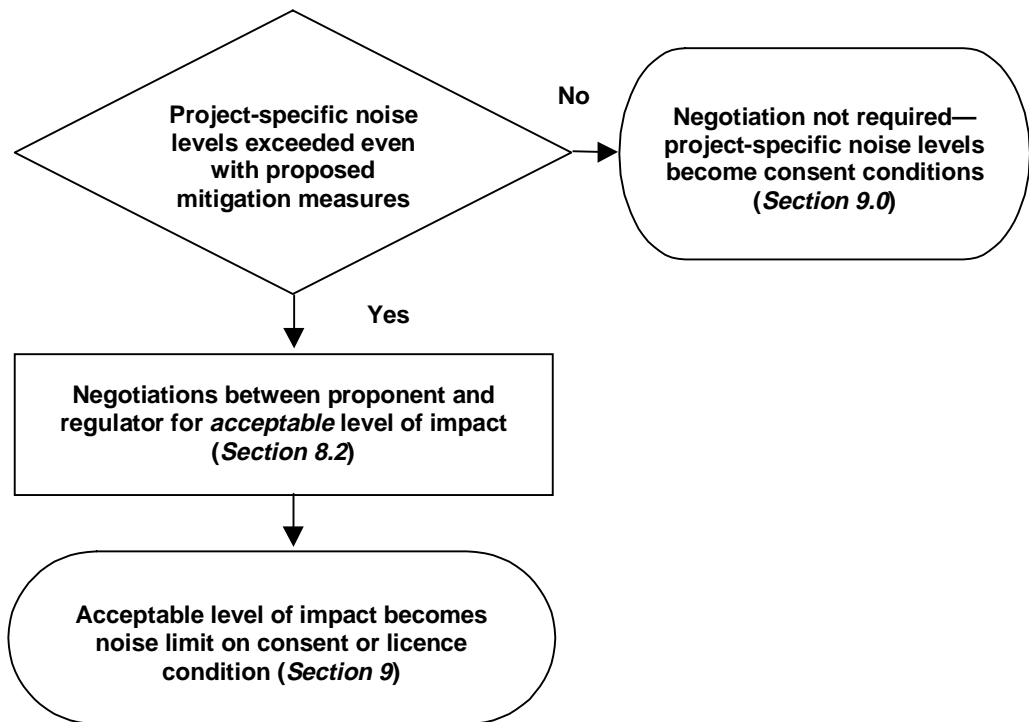 Project-specific noise
levels exceeded even
with proposed
mitigation measures
No
Negotiation not required—
project-specific noise levels
become consent conditions
(Section 9.0)
Yes
Negotiations between proponent and
regulator for acceptable level of impact
(Section 8.2)
Acceptable level of impact becomes
noise limit on consent or licence
condition (Section 9)